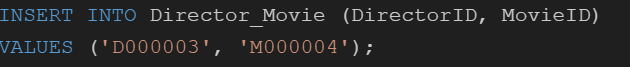 INSERT INTO Director_Movie (DirectorID, MovieID)
VALUES ('D000003', 'M000004');